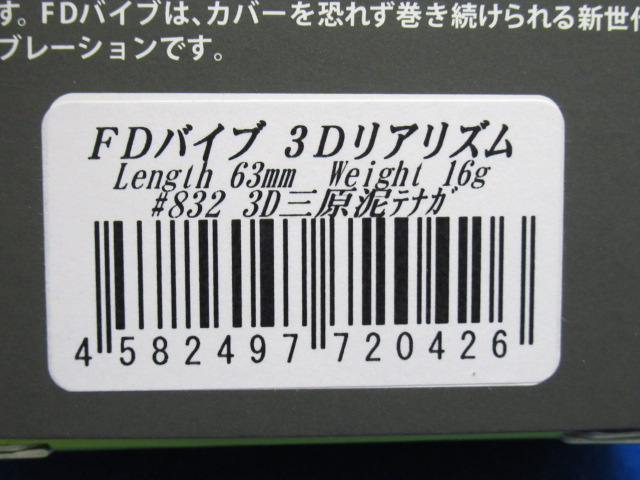 す。FDバイブは、カバーを恐れず巻き続けられる新世代
ブレーションです。
FDバイブ 3Dリアリズム
Length 63mm Weight 16g
#832 3D三原泥ﾃﾅｶﾞ
4 582497 720426